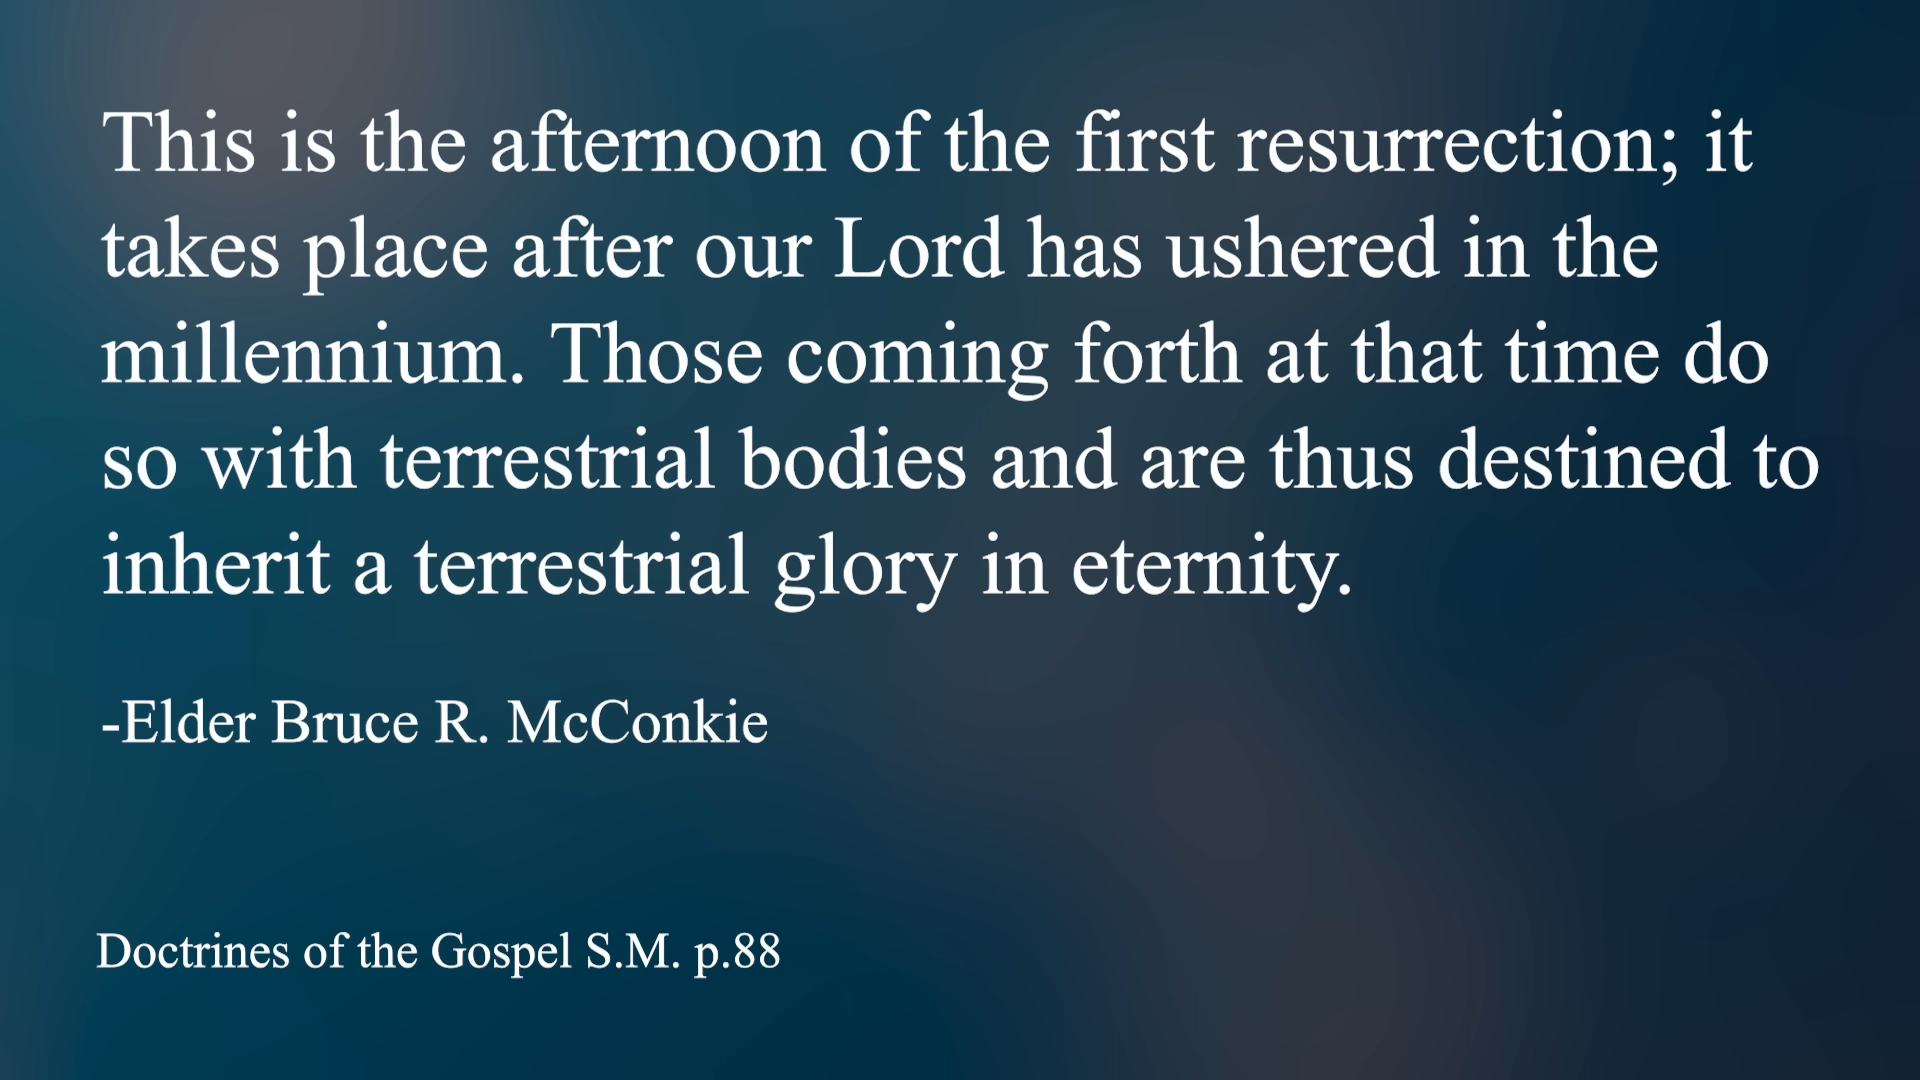 This is the afternoon of the first resurrection; it
takes place after our Lord has ushered in the
millennium. Those coming forth at that time do
so with terrestrial bodies and are thus destined to
inherit a terrestrial glory in eternity.
-Elder Bruce R. McConkie
Doctrines of the Gospel S.M. p.88